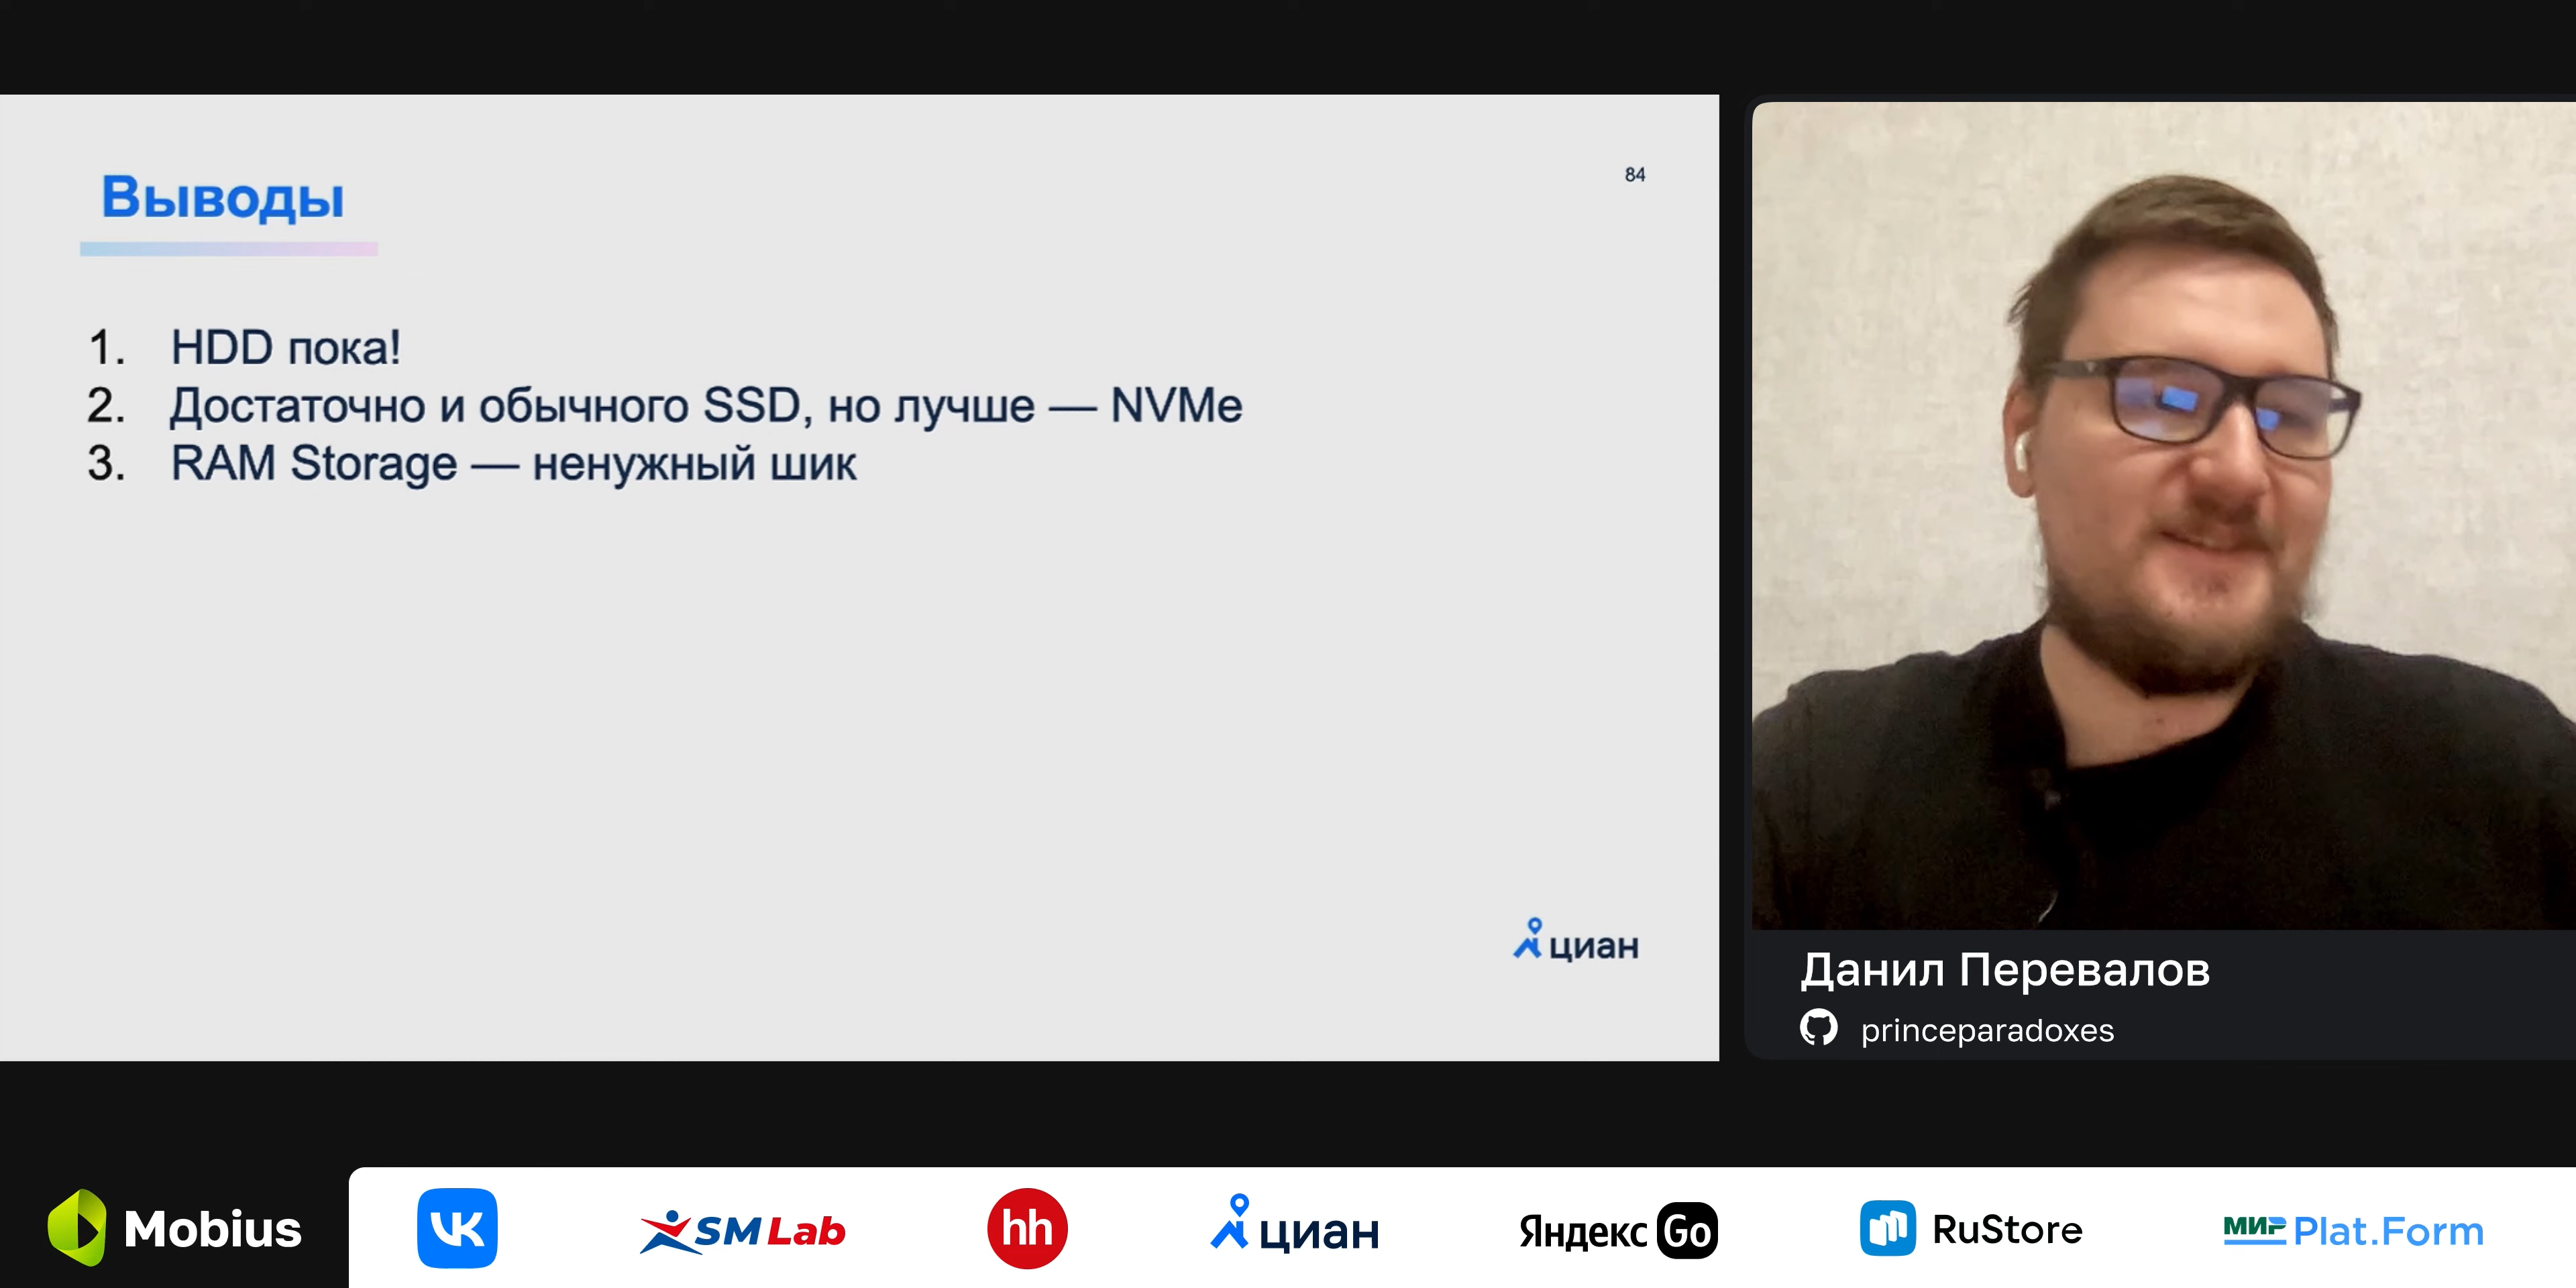 Выводы
84
1. HDD пока!
2. Достаточно и обычного SSD, но лучше — NVMe
3. RAM Storage — ненужный шик
циан
Данил Перевалов
princeparadoxes
Mobius
VK
SM Lab
hh
циан
Яндекс Go
RuStore
МИР Plat.Form